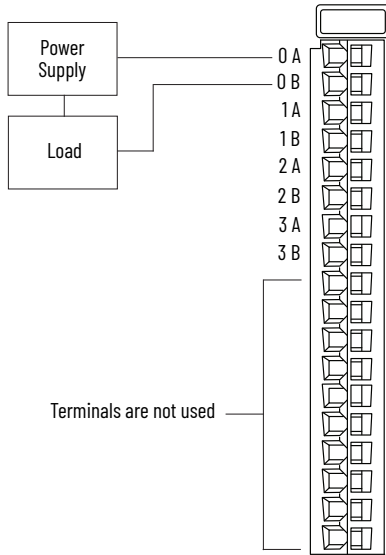 Power
Supply
Load
0 A
0 B
1 A
1 B
2 A
2 B
3 A
3 B
Terminals are not used